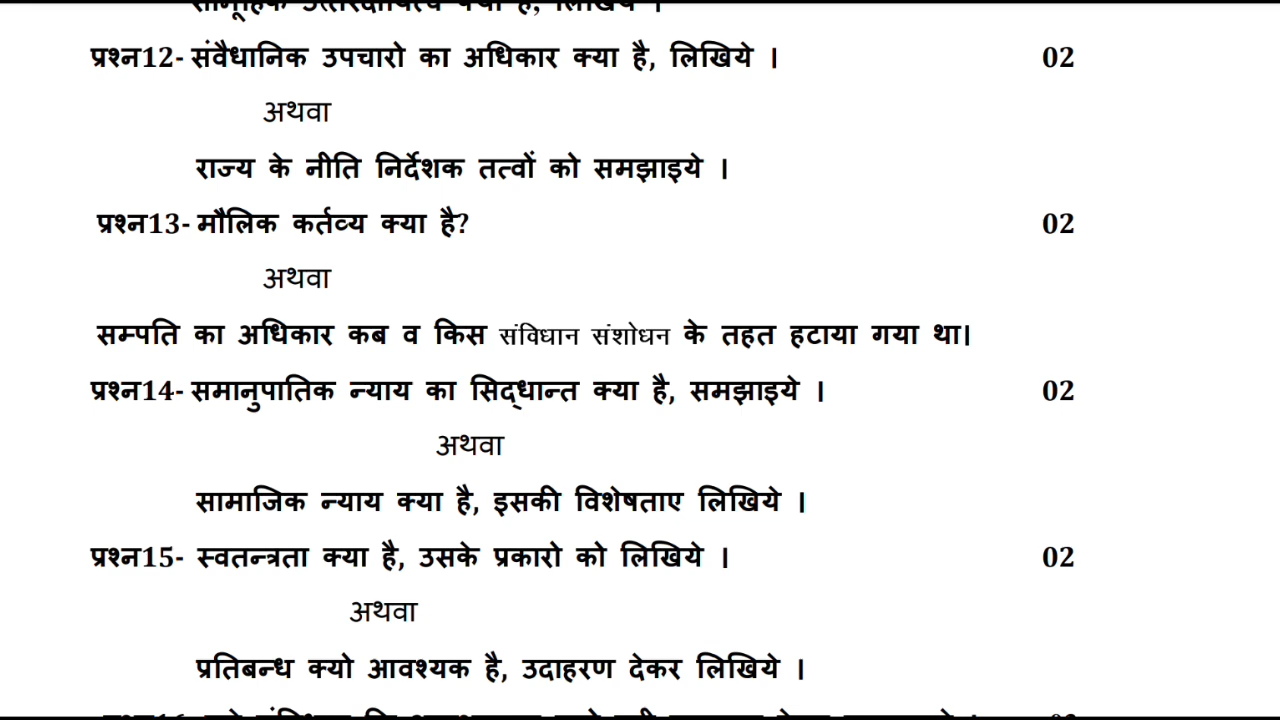 सामूहिक उत्तरदायित्व क्या है, लिखिये ।
प्रश्न12- संवैधानिक उपचारो का अधिकार क्या है, लिखिये । 02
अथवा
राज्य के नीति निर्देशक तत्वों को समझाइये ।
प्रश्न13- मौलिक कर्तव्य क्या है? 02
अथवा
सम्पति का अधिकार कब व किस संविधान संशोधन के तहत हटाया गया था।
प्रश्न14- समानुपातिक न्याय का सिद्धान्त क्या है, समझाइये । 02
अथवा
सामाजिक न्याय क्या है, इसकी विशेषताए लिखिये ।
प्रश्न15- स्वतन्त्रता क्या है, उसके प्रकारो को लिखिये । 02
अथवा
प्रतिबन्ध क्यो आवश्यक है, उदाहरण देकर लिखिये ।